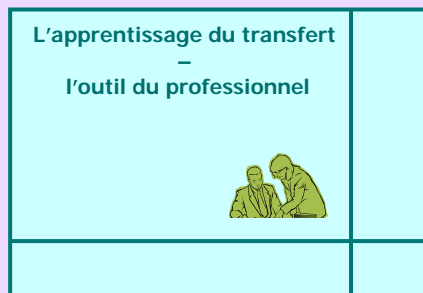 L'apprentissage du transfert
–
l'outil du professionnel